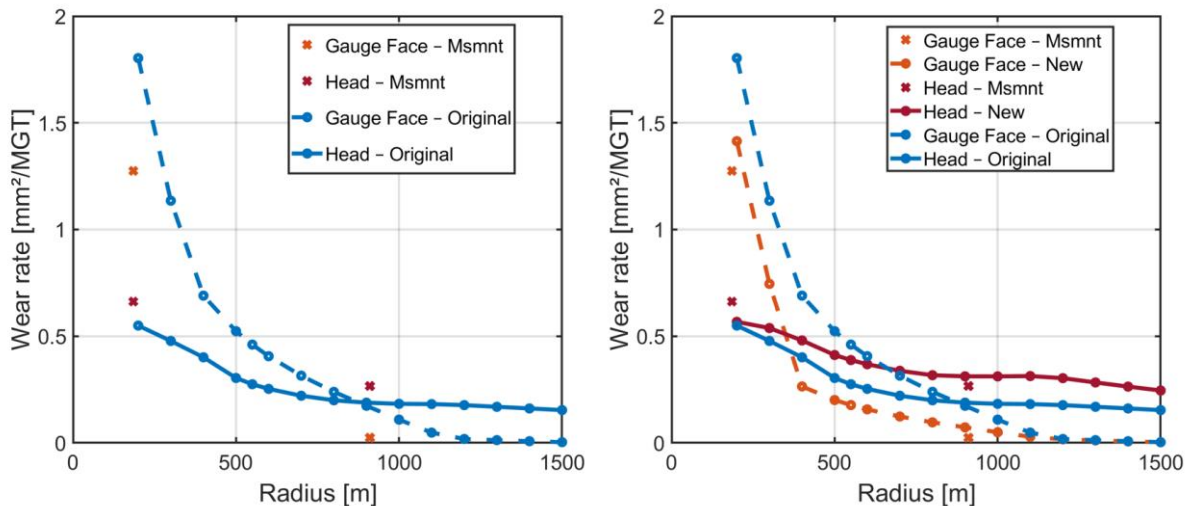 2
1.5
1
0.5
0
Wear rate [mm²/MGT]
Gauge Face – Msmnt
Head – Msmnt
Gauge Face – Original
Head – Original
0
500
1000
1500
Radius [m]
2
1.5
1
0.5
0
Wear rate [mm²/MGT]
Gauge Face – Msmnt
Gauge Face – New
Head – Msmnt
Head – New
Gauge Face – Original
Head – Original
0
500
1000
1500
Radius [m]